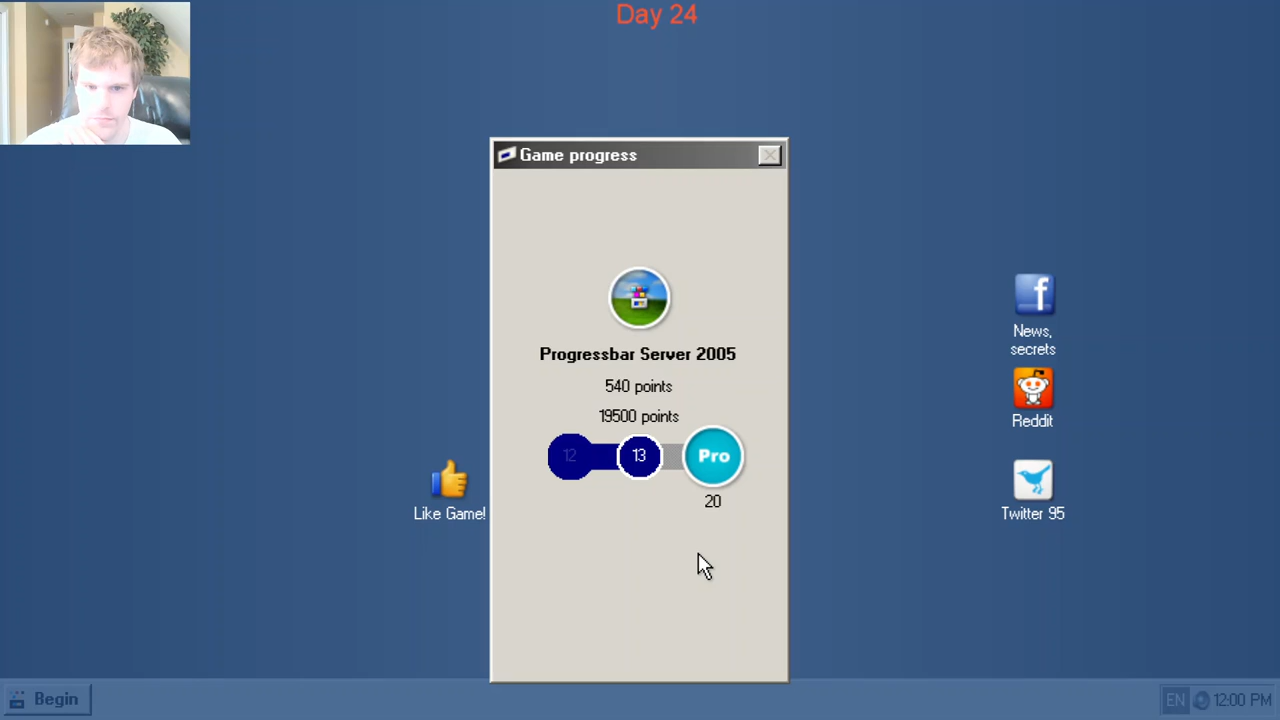 Day 24
Game progress
Progressbar Server 2005
540 points
19500 points
12
13
Pro
20
Like Game!
News,
secrets
Reddit
Twitter 95
Begin
EN
12:00 PM